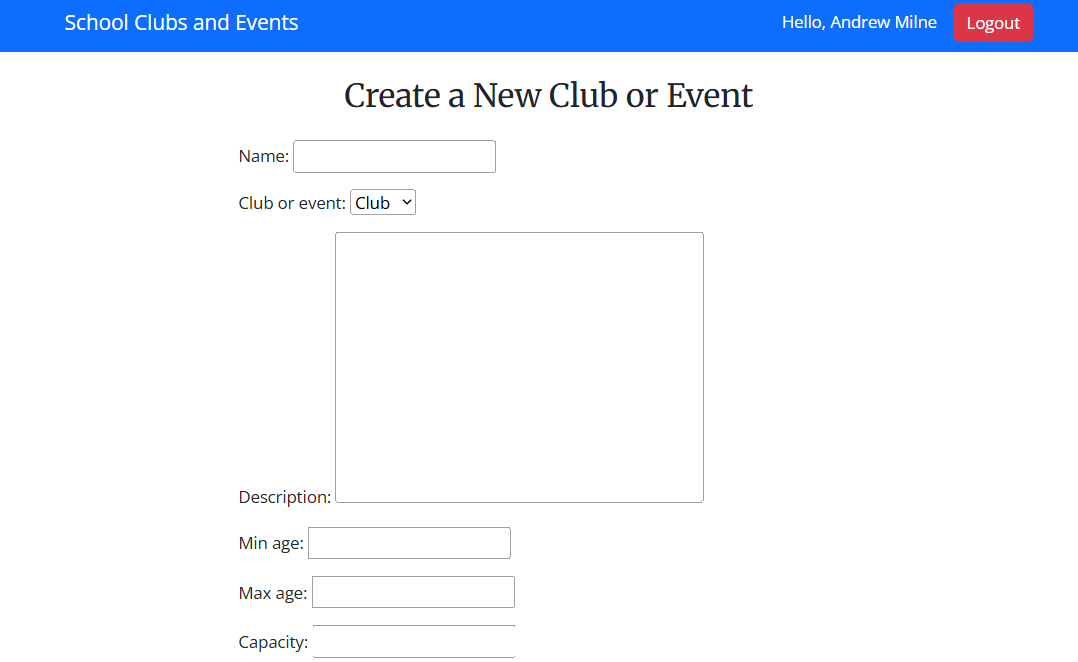 School Clubs and Events
Hello, Andrew Milne
Logout
Create a New Club or Event
Name:
Club or event: Club
Description:
Min age:
Max age:
Capacity: